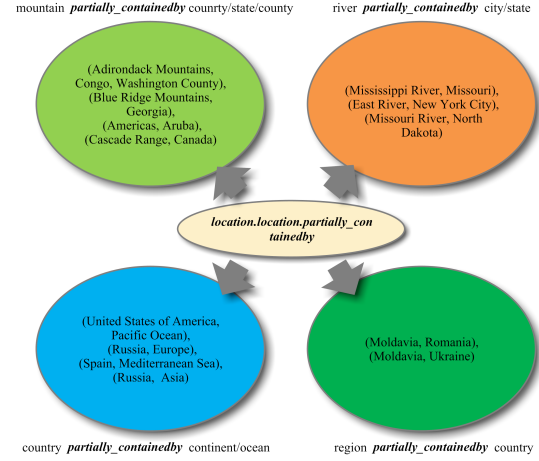 mountain partially_containedby counrty/state/county
river partially_containedby city/state
(Adirondack Mountains,
Congo, Washington County),
(Blue Ridge Mountains,
Georgia),
(Americas, Aruba),
(Cascade Range, Canada)
(Mississippi River, Missouri),
(East River, New York City),
(Missouri River, North
Dakota)
location.location.partially_con
tainedby
(United States of America,
Pacific Ocean),
(Russia, Europe),
(Spain, Mediterranean Sea),
(Russia, Asia)
(Moldavia, Romania),
(Moldavia, Ukraine)
country partially_containedby continent/ocean
region partially_containedby country